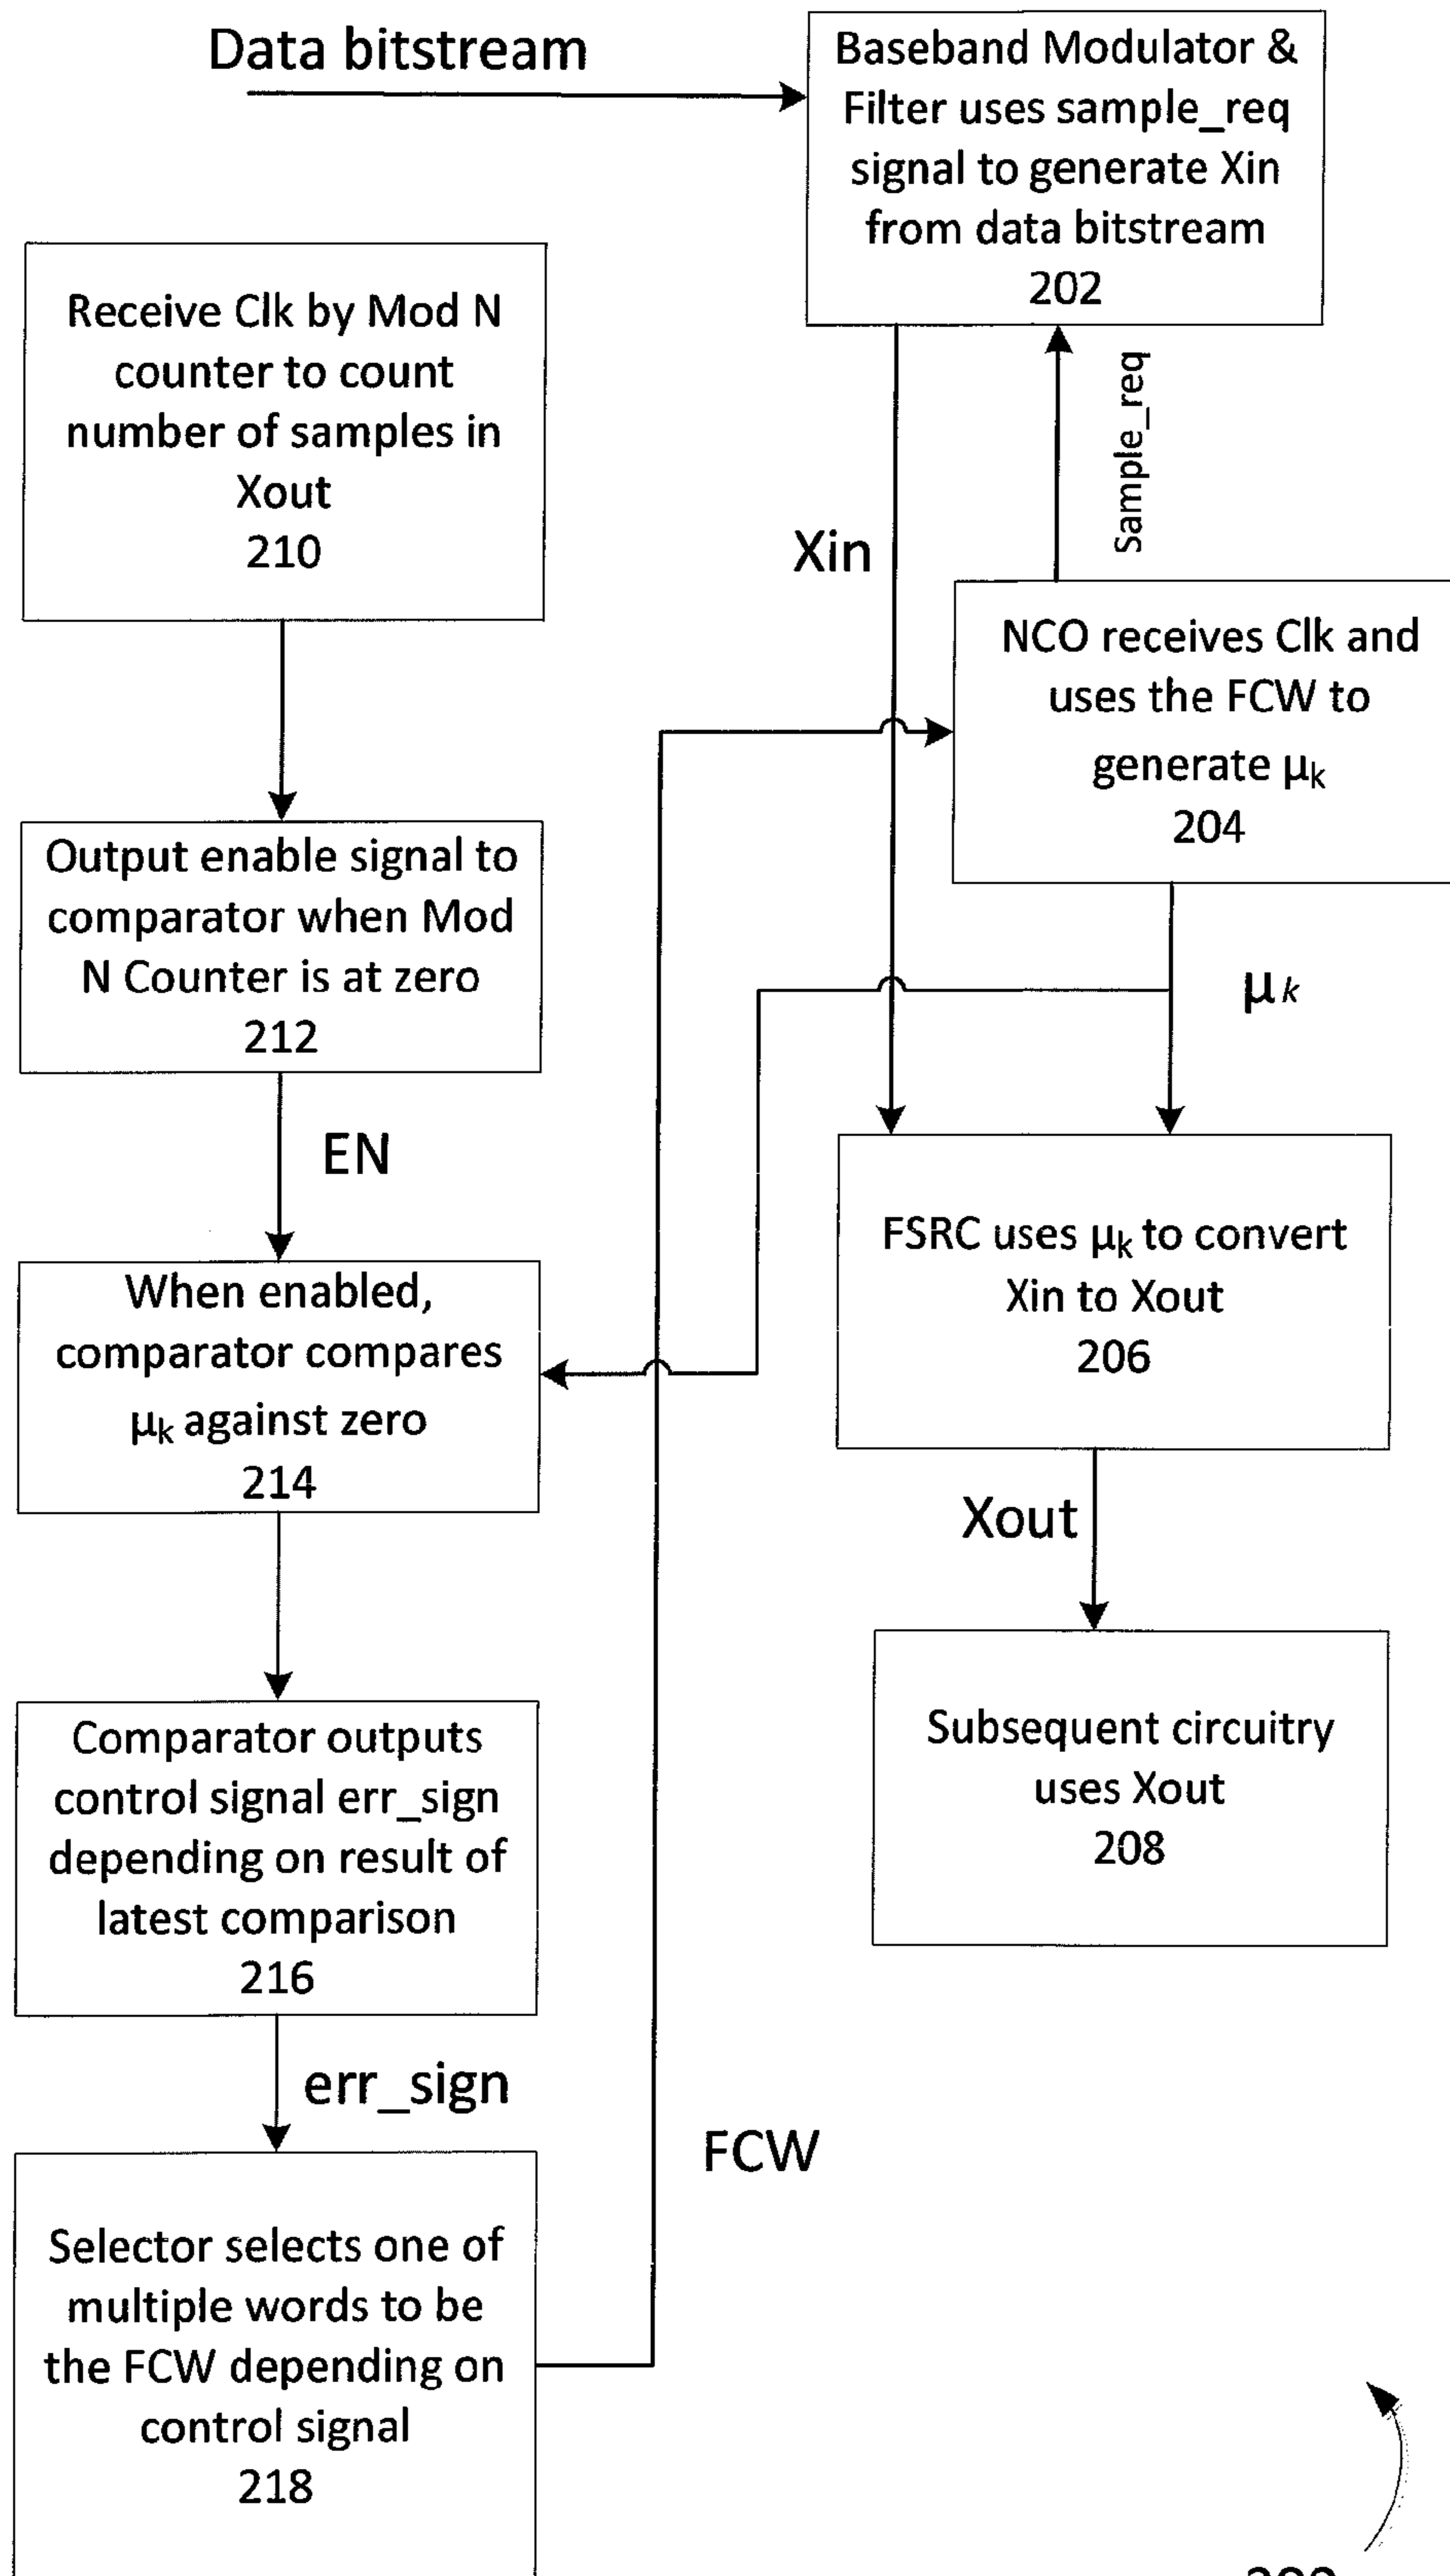 Data bitstream
Baseband Modulator &
Filter uses sample_req
signal to generate Xin
from data bitstream
202
Receive Clk by Mod N
counter to count
number of samples in
Xout
210
Sample_req
Xin
NCO receives Clk and
uses the FCW to
generate μk
204
Output enable signal to
comparator when Mod
N Counter is at zero
212
μk
EN
FSRC uses μk to convert
Xin to Xout
206
When enabled,
comparator compares
μk against zero
214
Xout
Subsequent circuitry
uses Xout
208
Comparator outputs
control signal err_sign
depending on result of
latest comparison
216
err_sign
FCW
Selector selects one of
multiple words to be
the FCW depending on
control signal
218